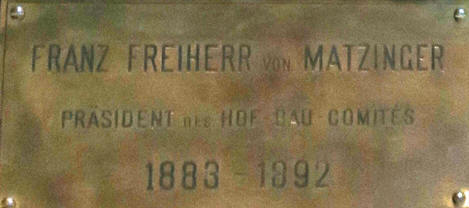 FRANZ FREIHERR VON MATZINGER
PRÄSIDENT DES HOF-BAU-COMITÉS
1883-1892